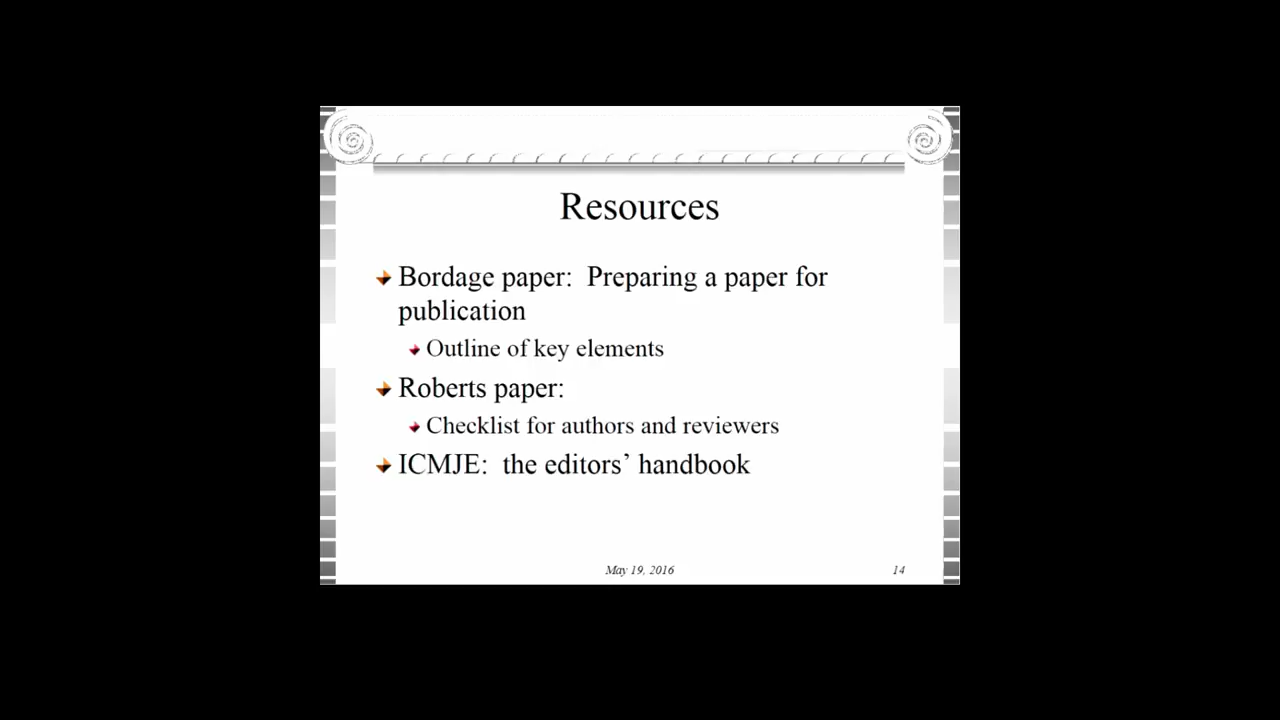 Resources
Bordage paper: Preparing a paper for
publication
Outline of key elements
Roberts paper:
Checklist for authors and reviewers
ICMJE: the editors’ handbook
May 19, 2016
14